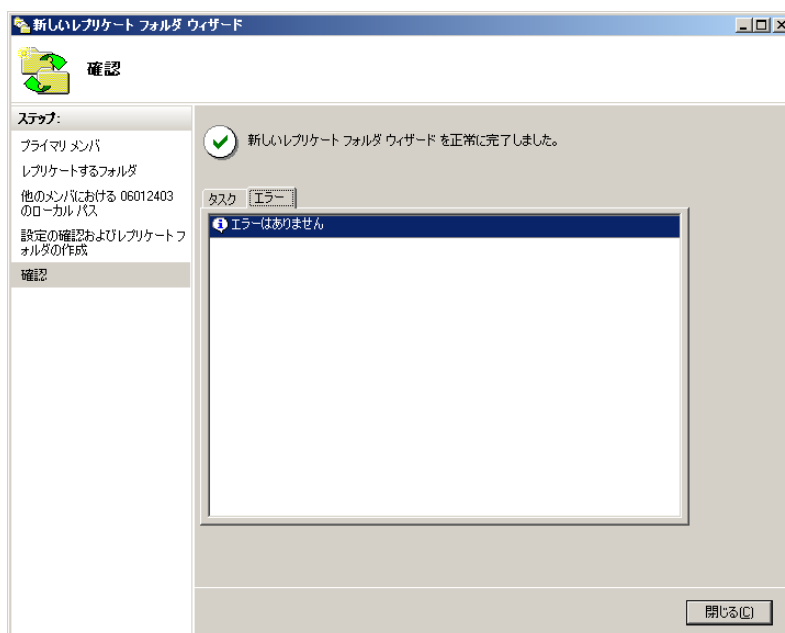 新しいレプリケート フォルダ ウィザード
確認
ステップ:
プライマリ メンバ
レプリケートするフォルダ
他のメンバにおける 06012403
のローカル パス
設定の確認およびレプリケート フ
ォルダの作成
確認
新しいレプリケート フォルダ ウィザード を正常に完了しました。
タスク
エラー
エラーはありません
閉じる(C)